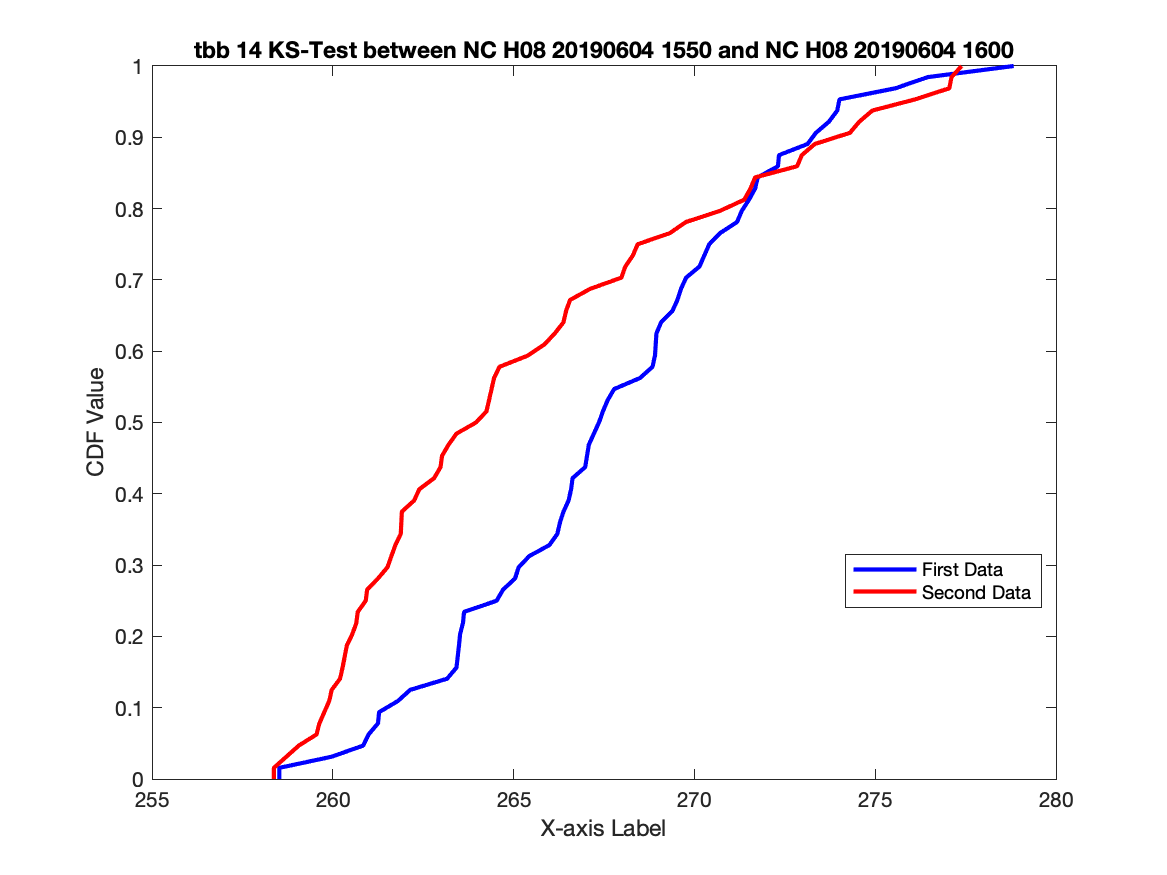 tbb 14 KS-Test between NC H08 20190604 1550 and NC H08 20190604 1600
1
0.9
0.8
0.7
0.6
0.5
0.4
0.3
0.2
0.1
0
CDF Value
First Data
Second Data
255 260 265 270 275 280
X-axis Label